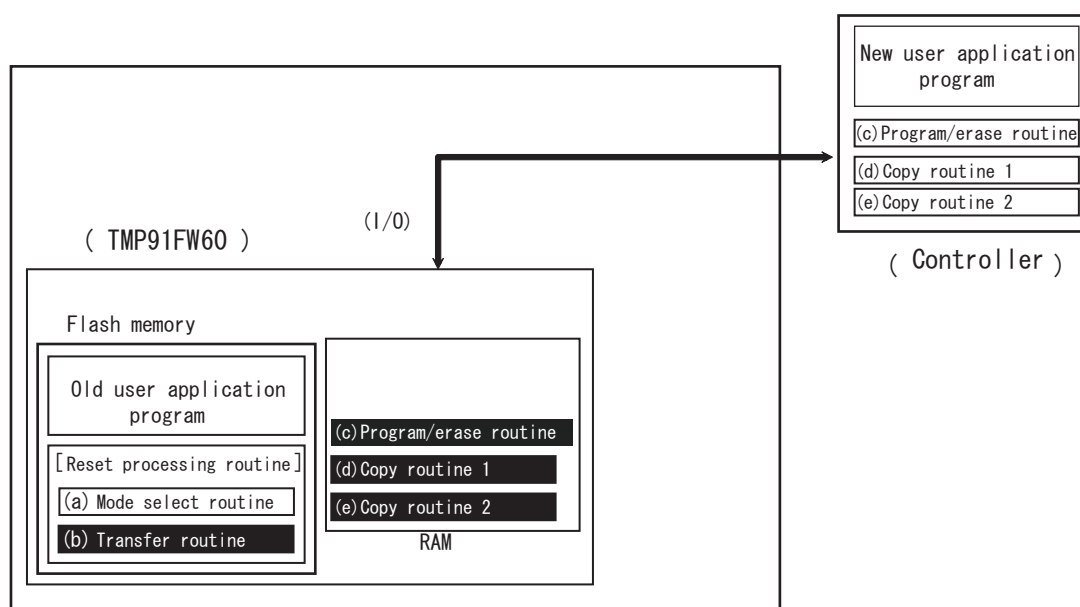 New user application
program
(c)Program/erase routine
(d)Copy routine 1
(e)Copy routine 2
( Controller )
(I/O)
( TMP91FW60 )
Flash memory
Old user application
program
[Reset processing routine]
(a) Mode select routine
(b) Transfer routine
(c)Program/erase routine
(d)Copy routine 1
(e)Copy routine 2
RAM